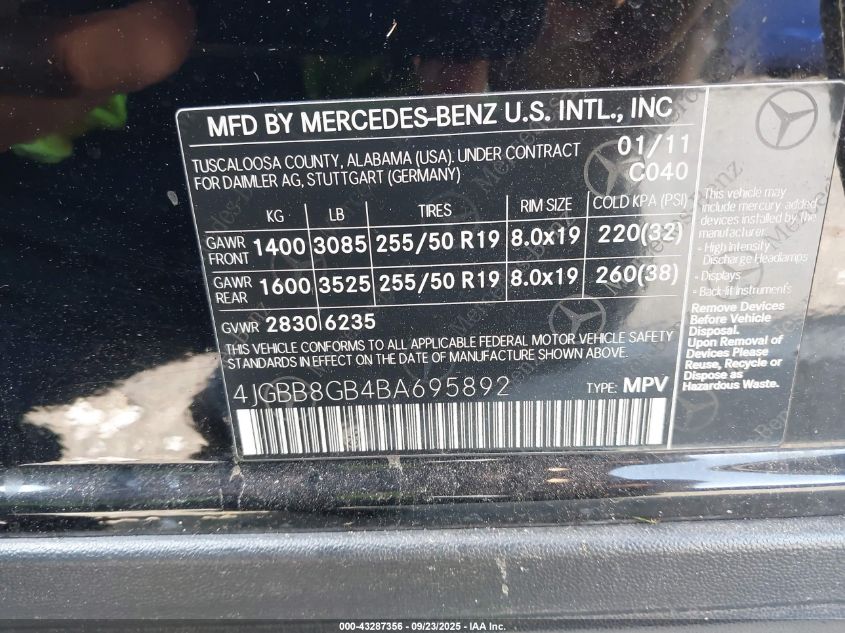 MFD BY MERCEDES-BENZ U.S. INTL., INC
TUSCALOOSA COUNTY, ALABAMA (USA). UNDER CONTRACT 01/11
FOR DAIMLER AG, STUTTGART (GERMANY) C040
KG LB TIRES RIM SIZE COLD KPA (PSI)
GAWR FRONT 1400 3085 255/50 R19 8.0x19 220(32)
GAWR REAR 1600 3525 255/50 R19 8.0x19 260(38)
GVWR 2830 6235
THIS VEHICLE CONFORMS TO ALL APPLICABLE FEDERAL MOTOR VEHICLE SAFETY
BUMPER, AND THEFT PREVENTION STANDARDS IN EFFECT ON THE DATE OF MANUFACTURE SHOWN ABOVE.
4JGBB8GB4BA695892 TYPE: MPV
This vehicle may
include mercury added
devices installed by the
manufacturer:
- High Intensity
Discharge Headlamps
- Displays
- Back-lit Instruments
Remove Devices
Before Vehicle
Disposal.
Upon Removal of
Devices Please
Reuse, Recycle or
Dispose as
Hazardous Waste.
Mercedes-Benz
000-43287356 - 09/23/2025 - IAA Inc.